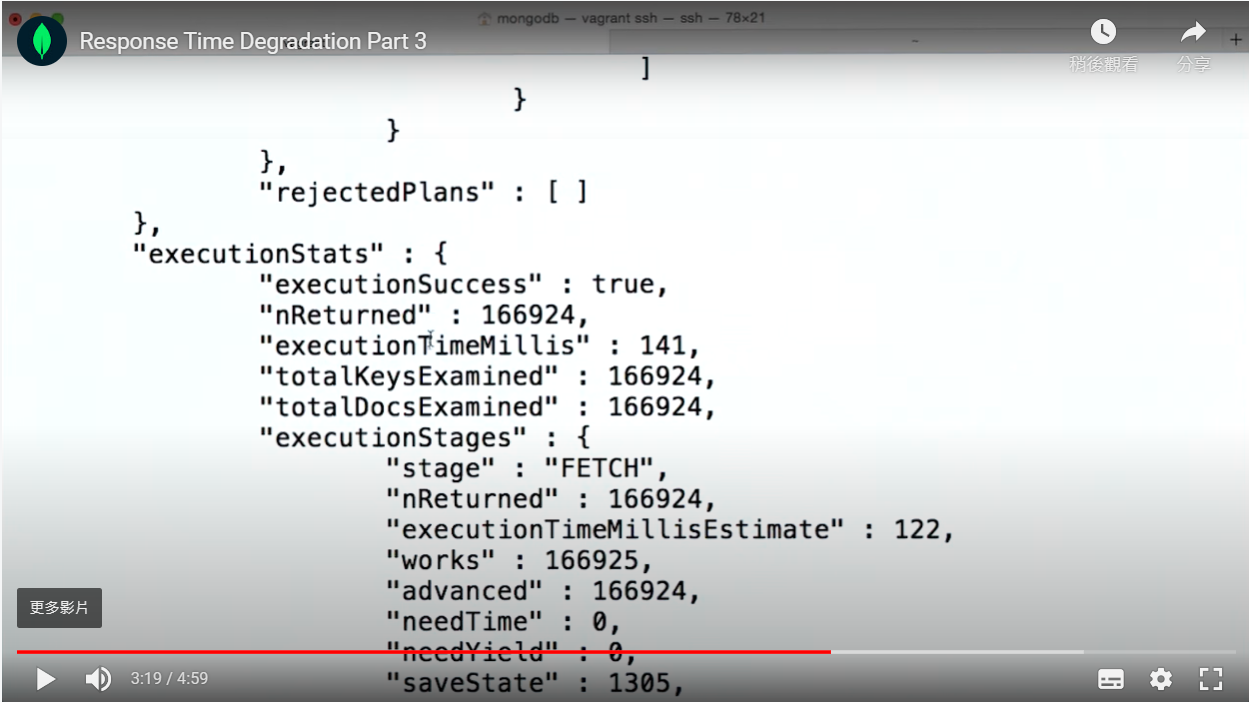 mongodb — vagrant ssh — ssh — 78×21
Response Time Degradation Part 3
稍後觀看
分享
]
}
}
},
"rejectedPlans" : [ ]
},
"executionStats" : {
"executionSuccess" : true,
"nReturned" : 166924,
"executionTimeMillis" : 141,
"totalKeysExamined" : 166924,
"totalDocsExamined" : 166924,
"executionStages" : {
"stage" : "FETCH",
"nReturned" : 166924,
"executionTimeMillisEstimate" : 122,
"works" : 166925,
"advanced" : 166924,
更多影片
"needTime" : 0,
"needYield" : 0,
"saveState" : 1305,
3:19 / 4:59